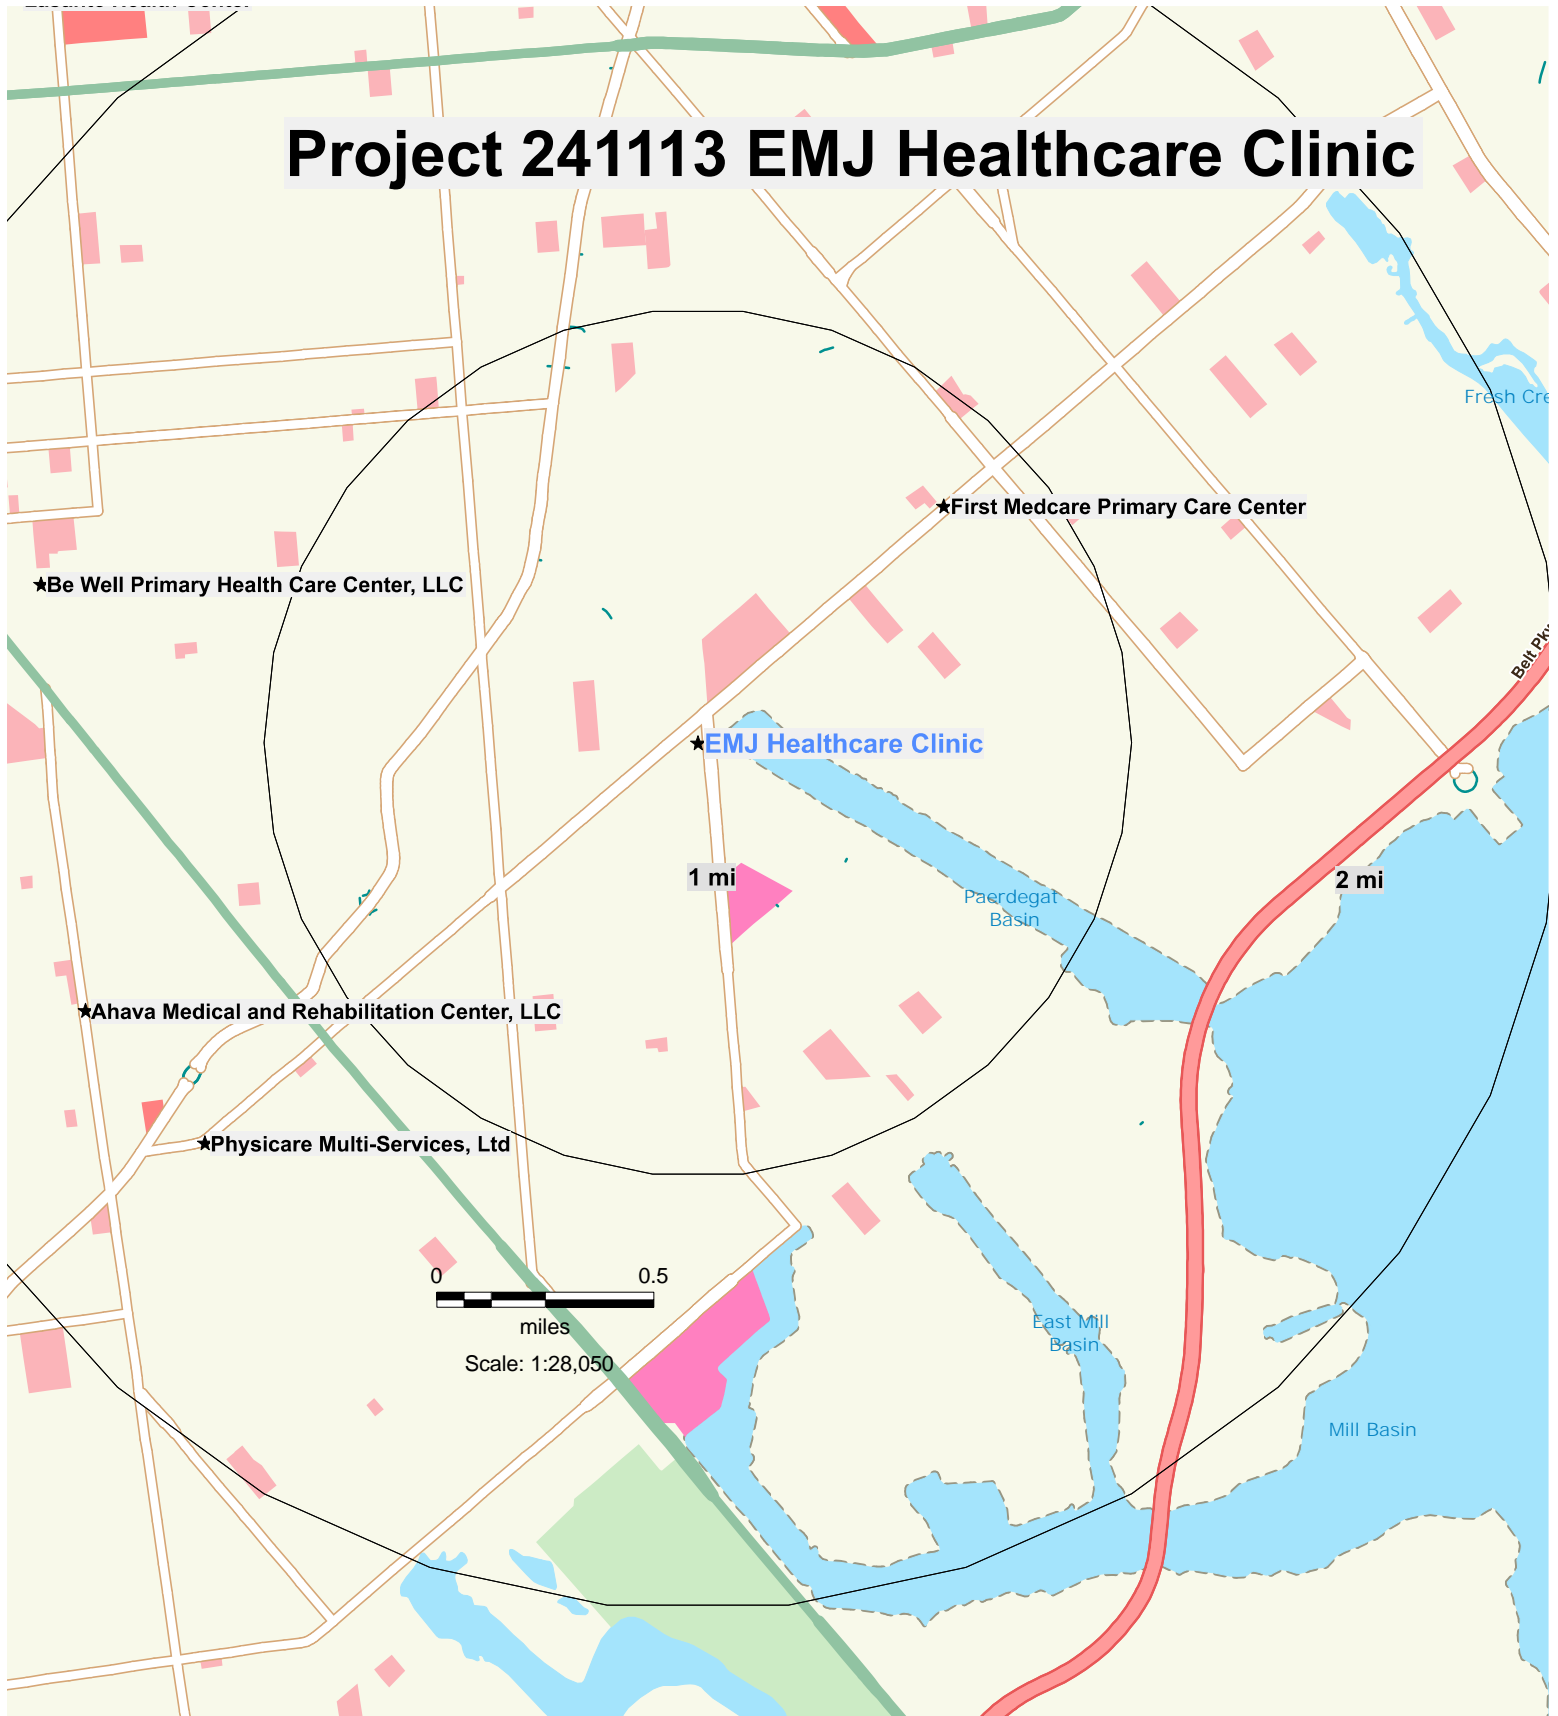 Project 241113 EMJ Healthcare Clinic
Fresh Cre
First Medcare Primary Care Center
Be Well Primary Health Care Center, LLC
Belt Pkw
EMJ Healthcare Clinic
1 mi
2 mi
Paerdegat
Basin
Ahava Medical and Rehabilitation Center, LLC
Physicare Multi-Services, Ltd
0 0.5
miles
Scale: 1:28,050
East Mill
Basin
Mill Basin